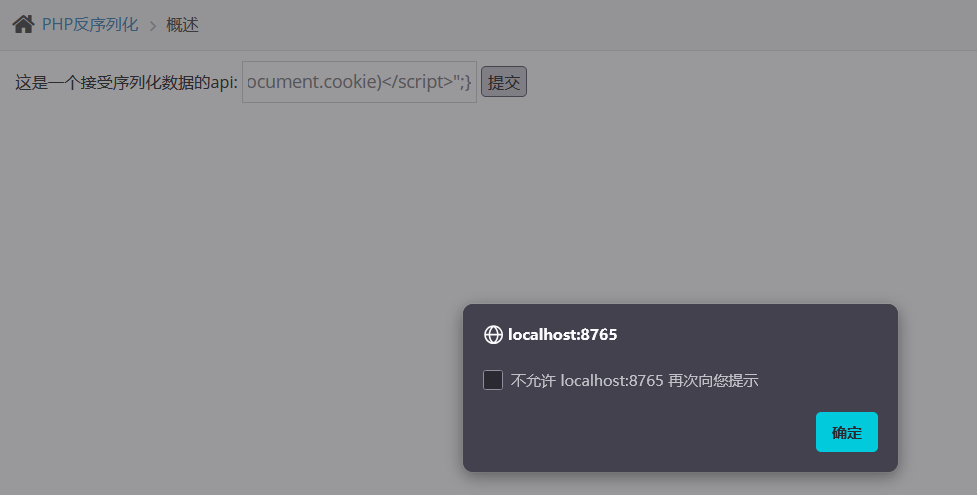 PHP反序列化 > 概述
这是一个接受序列化数据的api: ocument.cookie)</script>";} 提交
localhost:8765
不允许 localhost:8765 再次向您提示
确定